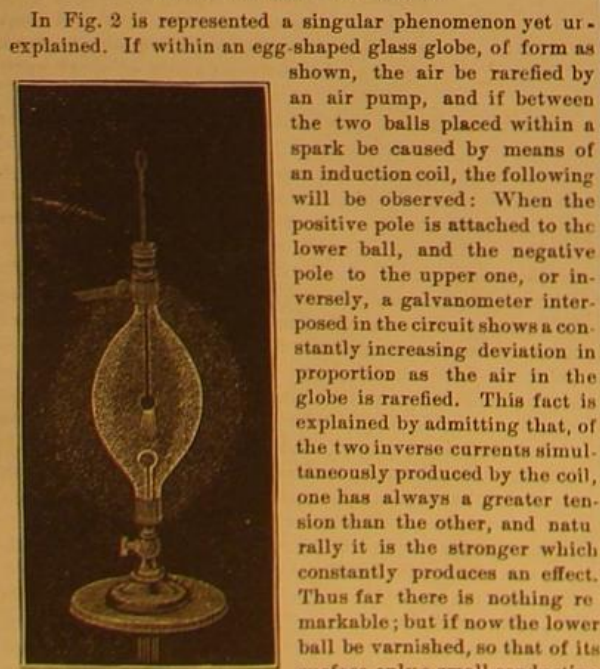 In Fig. 2 is represented a singular phenomenon yet ur-
explained. If within an egg-shaped glass globe, of form as
shown, the air be rarefied by
an air pump, and if between
the two balls placed within a
spark be caused by means of
an induction coil, the following
will be observed: When the
positive pole is attached to the
lower ball, and the negative
pole to the upper one, or in-
versely, a galvanometer inter-
posed in the circuit shows a con-
stantly increasing deviation in
proportion as the air in the
globe is rarefied. This fact is
explained by admitting that, of
the two inverse currents simul-
taneously produced by the coil,
one has always a greater ten-
sion than the other, and natu
rally it is the stronger which
constantly produces an effect.
Thus far there is nothing re
markable; but if now the lower
ball be varnished, so that of its